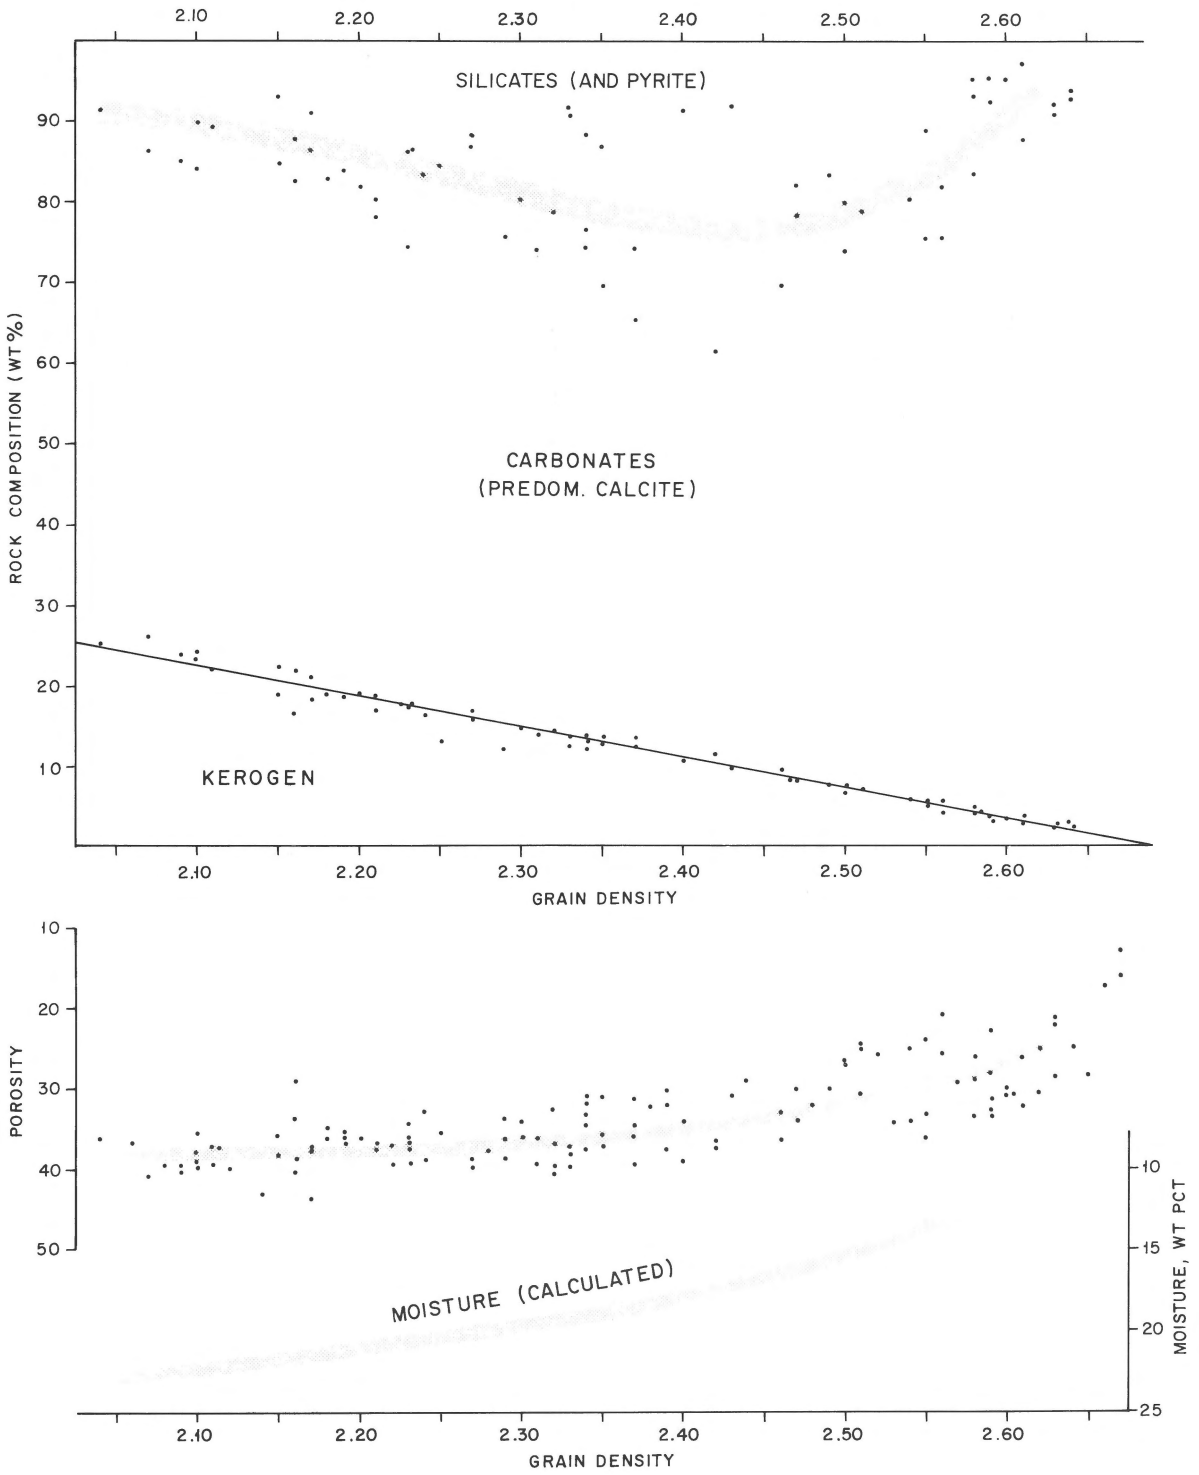 2.10 2.20 2.30 2.40 2.50 2.60
SILICATES (AND PYRITE)
90
80
70
60
50
40
30
20
10
ROCK COMPOSITION (WT%)
CARBONATES
(PREDOM. CALCITE)
KEROGEN
2.10 2.20 2.30 2.40 2.50 2.60
GRAIN DENSITY
10
20
30
40
50
POROSITY
MOISTURE (CALCULATED)
10
15
20
25
MOISTURE, WT PCT
2.10 2.20 2.30 2.40 2.50 2.60
GRAIN DENSITY